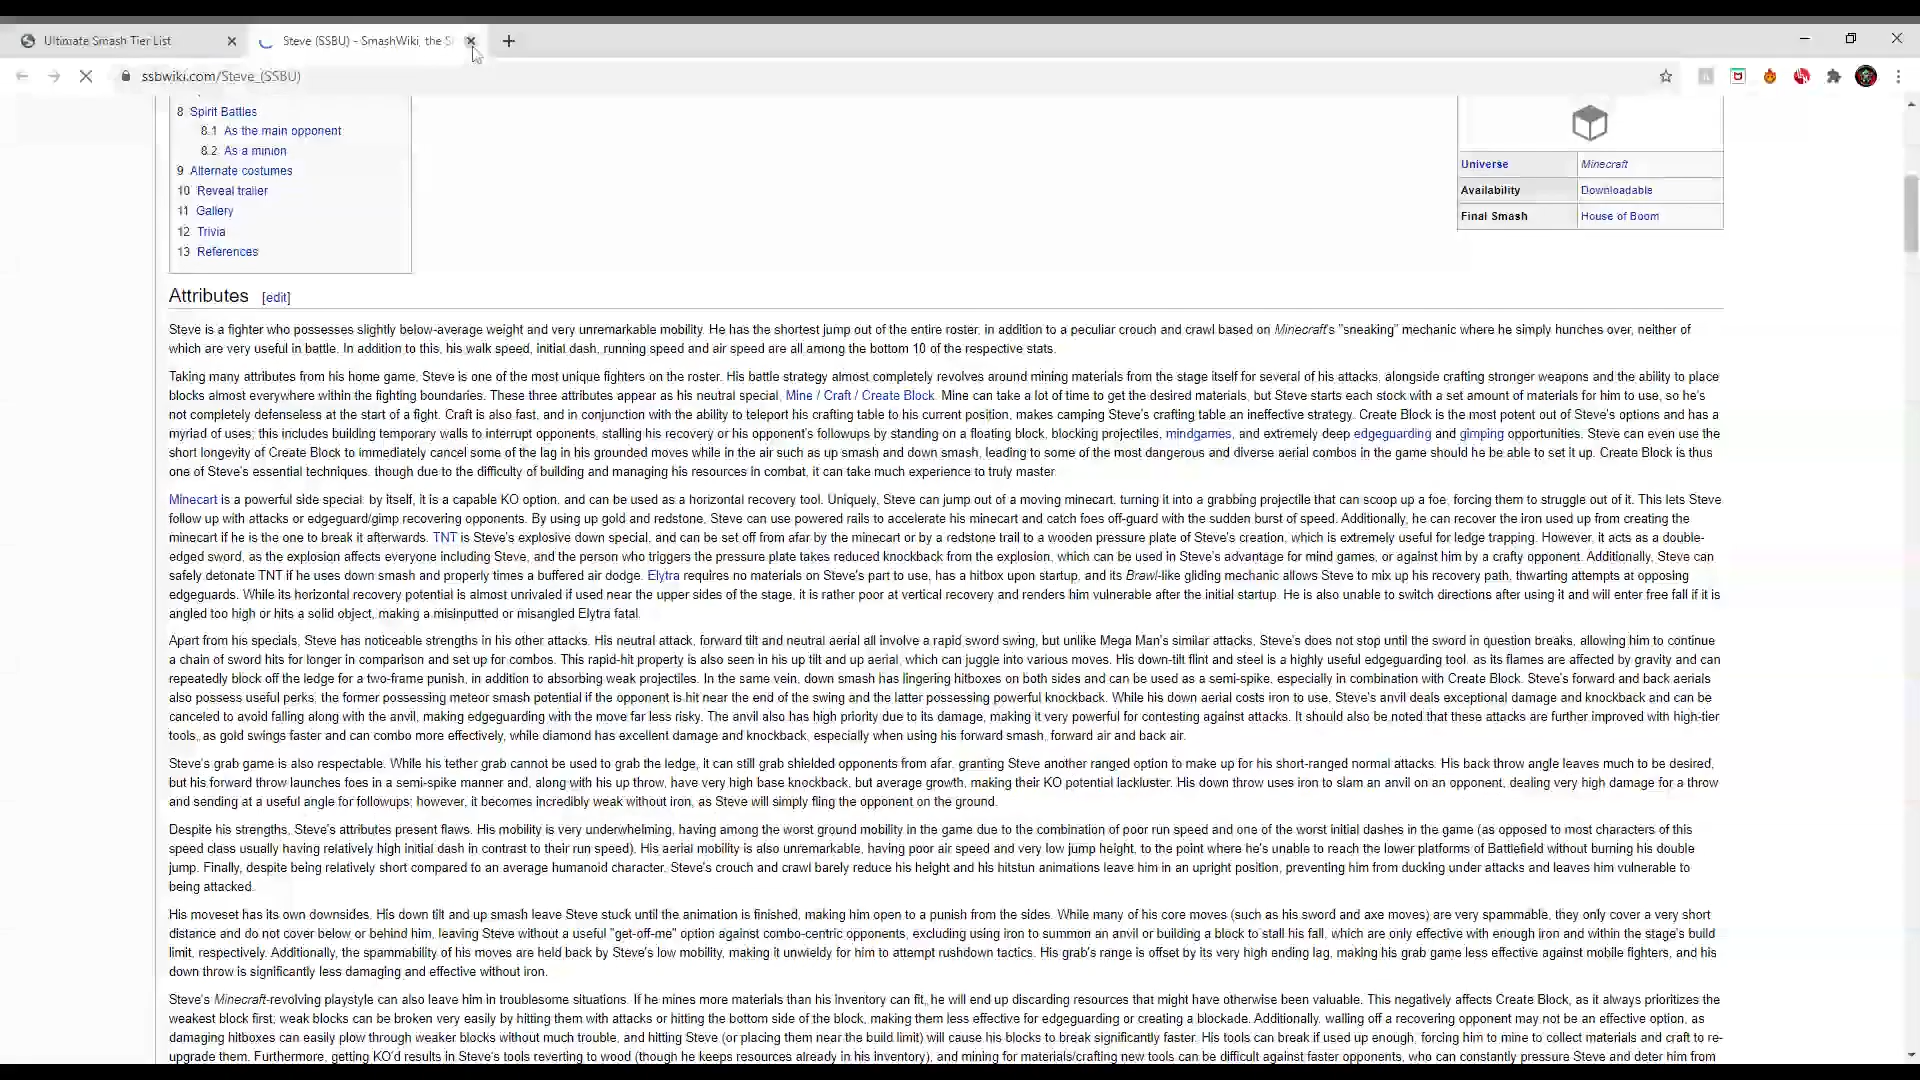 Ultimate Smash Tier List
Steve (SSBU) - SmashWiki, the S
ssbwiki.com/Steve_(SSBU)
8 Spirit Battles
8.1 As the main opponent
8.2 As a minion
9 Alternate costumes
10 Reveal trailer
11 Gallery
12 Trivia
13 References
Universe Minecraft
Availability Downloadable
Final Smash House of Boom
Attributes [edit]
Steve is a fighter who possesses slightly below-average weight and very unremarkable mobility. He has the shortest jump out of the entire roster, in addition to a peculiar crouch and crawl based on Minecraft's "sneaking" mechanic where he simply hunches over, neither of
which are very useful in battle. In addition to this, his walk speed, initial dash, running speed and air speed are all among the bottom 10 of the respective stats.
Taking many attributes from his home game, Steve is one of the most unique fighters on the roster. His battle strategy almost completely revolves around mining materials from the stage itself for several of his attacks, alongside crafting stronger weapons and the ability to place
blocks almost everywhere within the fighting boundaries. These three attributes appear as his neutral special, Mine / Craft / Create Block. Mine can take a lot of time to get the desired materials, but Steve starts each stock with a set amount of materials for him to use, so he's
not completely defenseless at the start of a fight. Craft is also fast, and in conjunction with the ability to teleport his crafting table to his current position, makes camping Steve's crafting table an ineffective strategy. Create Block is the most potent out of Steve's options and has a
myriad of uses; this includes building temporary walls to interrupt opponents, stalling his recovery or his opponent's followups by standing on a floating block, blocking projectiles, mindgames, and extremely deep edgeguarding and gimping opportunities. Steve can even use the
short longevity of Create Block to immediately cancel some of the lag in his grounded moves while in the air such as up smash and down smash, leading to some of the most dangerous and diverse aerial combos in the game should he be able to set it up. Create Block is thus
one of Steve's essential techniques, though due to the difficulty of building and managing his resources in combat, it can take much experience to truly master.
Minecart is a powerful side special: by itself, it is a capable KO option, and can be used as a horizontal recovery tool. Uniquely, Steve can jump out of a moving minecart, turning it into a grabbing projectile that can scoop up a foe, forcing them to struggle out of it. This lets Steve
follow up with attacks or edgeguard/gimp recovering opponents. By using up gold and redstone, Steve can use powered rails to accelerate his minecart and catch foes off-guard with the sudden burst of speed. Additionally, he can recover the iron used up from creating the
minecart if he is the one to break it afterwards. TNT is Steve's explosive down special, and can be set off from afar by the minecart or by a redstone trail to a wooden pressure plate of Steve's creation, which is extremely useful for ledge trapping. However, it acts as a double-
edged sword, as the explosion affects everyone including Steve, and the person who triggers the pressure plate takes reduced knockback from the explosion, which can be used in Steve's advantage for mind games, or against him by a crafty opponent. Additionally, Steve can
safely detonate TNT if he uses down smash and properly times a buffered air dodge. Elytra requires no materials on Steve's part to use, has a hitbox upon startup, and its Brawl-like gliding mechanic allows Steve to mix up his recovery path, thwarting attempts at opposing
edgeguards. While its horizontal recovery potential is almost unrivaled if used near the upper sides of the stage, it is rather poor at vertical recovery and renders him vulnerable after the initial startup. He is also unable to switch directions after using it and will enter free fall if it is
angled too high or hits a solid object, making a misinputted or misangled Elytra fatal.
Apart from his specials, Steve has noticeable strengths in his other attacks. His neutral attack, forward tilt and neutral aerial all involve a rapid sword swing, but unlike Mega Man's similar attacks, Steve's does not stop until the sword in question breaks, allowing him to continue
a chain of sword hits for longer in comparison and set up for combos. This rapid-hit property is also seen in his up tilt and up aerial, which can juggle into various moves. His down-tilt flint and steel is a highly useful edgeguarding tool, as its flames are affected by gravity and can
repeatedly block off the ledge for a two-frame punish, in addition to absorbing weak projectiles. In the same vein, down smash has lingering hitboxes on both sides and can be used as a semi-spike, especially in combination with Create Block. Steve's forward and back aerials
also possess useful perks, the former possessing meteor smash potential if the opponent is hit near the end of the swing and the latter possessing powerful knockback. While his down aerial costs iron to use, Steve's anvil deals exceptional damage and knockback and can be
canceled to avoid falling along with the anvil, making edgeguarding with the move far less risky. The anvil also has high priority due to its damage, making it very powerful for contesting against attacks. It should also be noted that these attacks are further improved with high-tier
tools, as gold swings faster and can combo more effectively, while diamond has excellent damage and knockback, especially when using his forward smash, forward air and back air.
Steve's grab game is also respectable. While his tether grab cannot be used to grab the ledge, it can still grab shielded opponents from afar, granting Steve another ranged option to make up for his short-ranged normal attacks. His back throw angle leaves much to be desired,
but his forward throw launches foes in a semi-spike manner and, along with his up throw, have very high base knockback, but average growth, making their KO potential lackluster. His down throw uses iron to slam an anvil on an opponent, dealing very high damage for a throw
and sending at a useful angle for followups; however, it becomes incredibly weak without iron, as Steve will simply fling the opponent on the ground.
Despite his strengths, Steve's attributes present flaws. His mobility is very underwhelming, having among the worst ground mobility in the game due to the combination of poor run speed and one of the worst initial dashes in the game (as opposed to most characters of this
speed class usually having relatively high initial dash in contrast to their run speed). His aerial mobility is also unremarkable, having poor air speed and very low jump height, to the point where he's unable to reach the lower platforms of Battlefield without burning his double
jump. Finally, despite being relatively short compared to an average humanoid character, Steve's crouch and crawl barely reduce his height and his hitstun animations leave him in an upright position, preventing him from ducking under attacks and leaves him vulnerable to
being attacked.
His moveset has its own downsides. His down tilt and up smash leave Steve stuck until the animation is finished, making him open to a punish from the sides. While many of his core moves (such as his sword and axe moves) are very spammable, they only cover a very short
distance and do not cover below or behind him, leaving Steve without a useful "get-off-me" option against combo-centric opponents, excluding using iron to summon an anvil or building a block to stall his fall, which are only effective with enough iron and within the stage's build
limit, respectively. Additionally, the spammability of his moves are held back by Steve's low mobility, making it unwieldy for him to attempt rushdown tactics. His grab's range is offset by its very high ending lag, making his grab game less effective against mobile fighters, and his
down throw is significantly less damaging and effective without iron.
Steve's Minecraft-revolving playstyle can also leave him in troublesome situations. If he mines more materials than his inventory can fit, he will end up discarding resources that might have otherwise been valuable. This negatively affects Create Block, as it always prioritizes the
weakest block first; weak blocks can be broken very easily by hitting them with attacks or hitting the bottom side of the block, making them less effective for edgeguarding or creating a blockade. Additionally, walling off a recovering opponent may not be an effective option, as
damaging hitboxes can easily plow through weaker blocks without much trouble, and hitting Steve (or placing them near the build limit) will cause his blocks to break significantly faster. His tools can break if used up enough, forcing him to mine to collect materials and craft to re-
upgrade them. Furthermore, getting KO'd results in Steve's tools reverting to wood (though he keeps resources already in his inventory), and mining for materials/crafting new tools can be difficult against faster opponents, who can constantly pressure Steve and deter him from